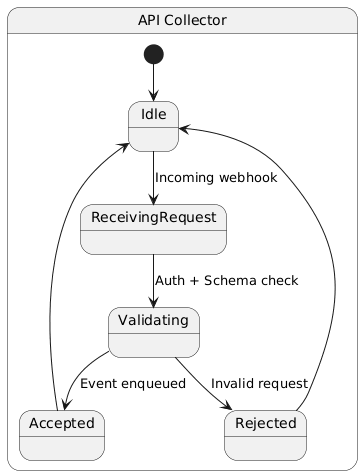 API Collector
Idle
Incoming webhook
ReceivingRequest
Auth + Schema check
Validating
Event enqueued
Invalid request
Accepted
Rejected